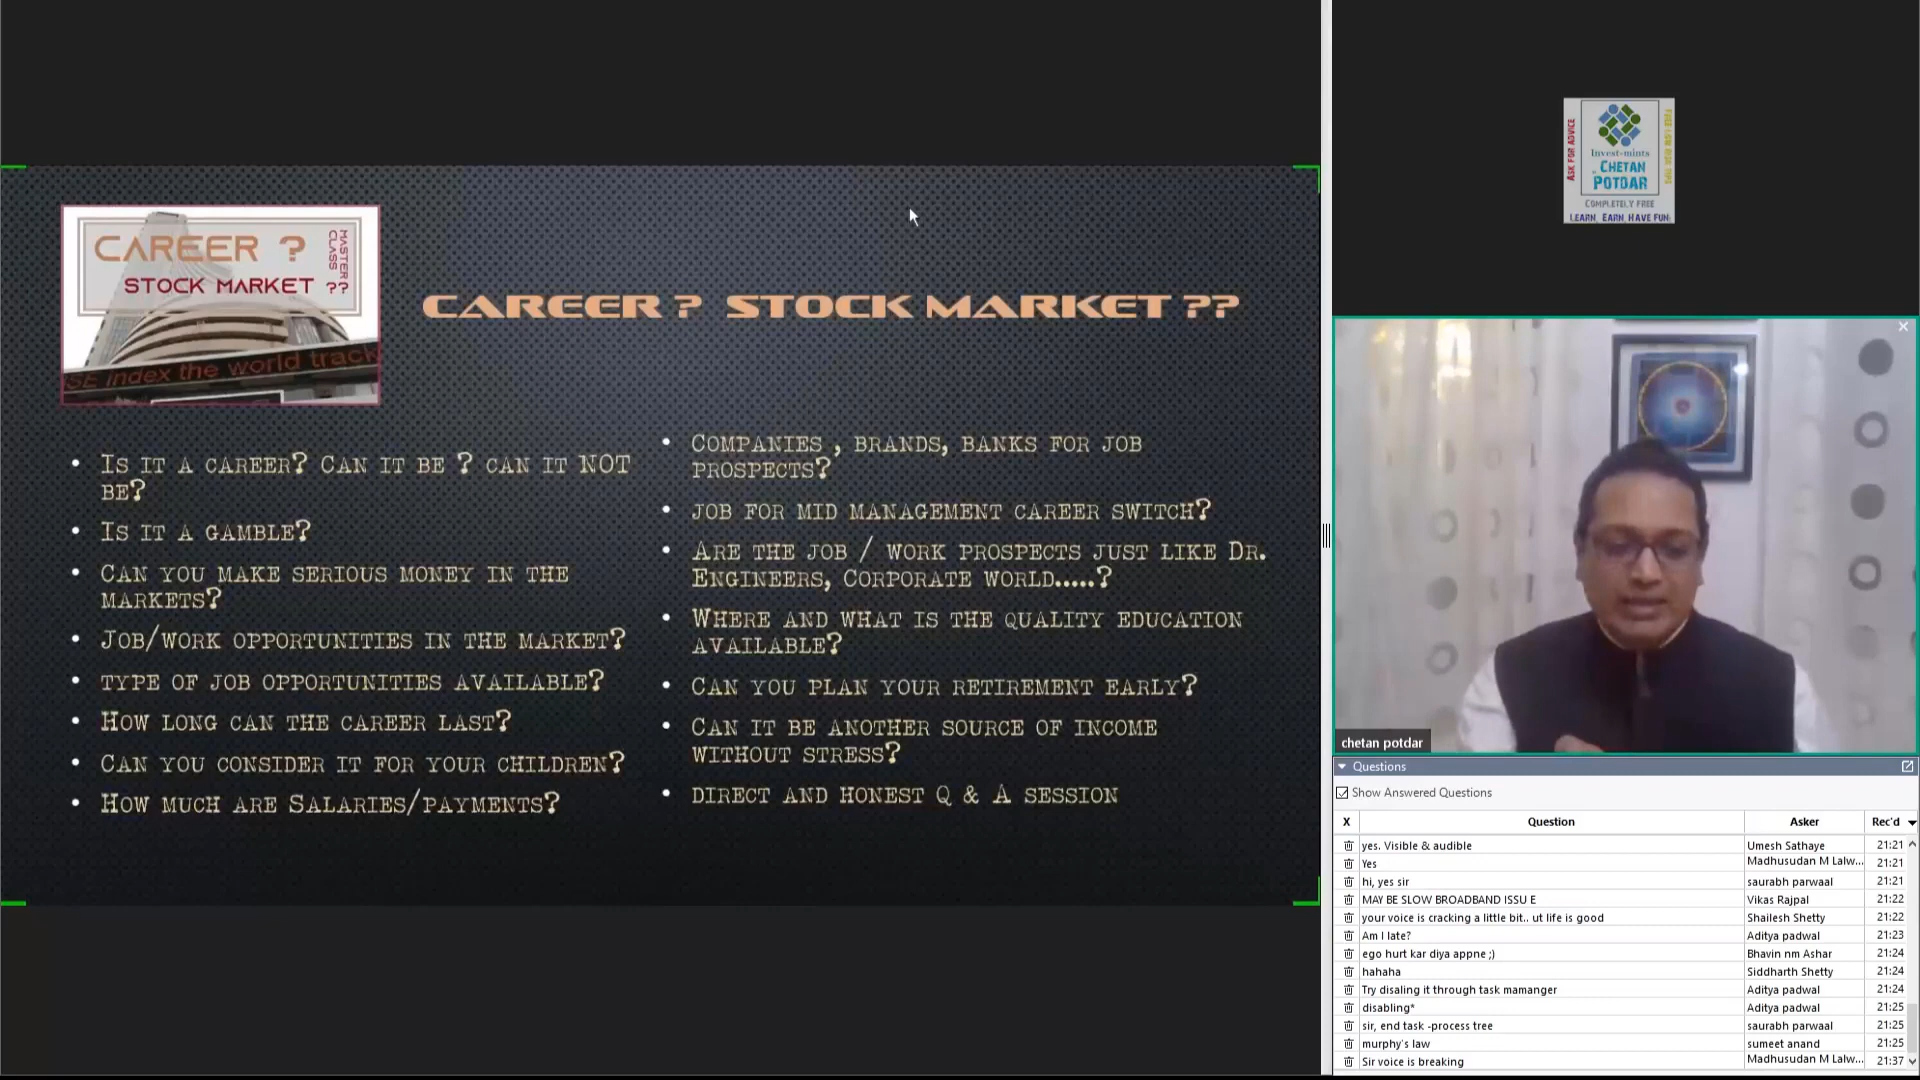 CAREER ?
STOCK MARKET ??
MASTER CLASS
SE index the world track
CAREER ? STOCK MARKET ??
Is it a career? Can it be ? can it NOT
be?
Is it a gamble?
Can you make serious money in the
markets?
Job/work opportunities in the market?
type of job opportunities available?
How long can the career last?
Can you consider it for your children?
How much are Salaries/payments?
Companies , brands, banks for job
prospects?
job for mid management career switch?
Are the job / work prospects just like Dr.
Engineers, Corporate world.....?
Where and what is the quality education
available?
Can you plan your retirement early?
Can it be another source of income
without stress?
direct and honest Q & A session
ASK FOR ADVICE
Invest-mints
CHETAN
POTDAR
COMPLETELY FREE
LEARN, EARN, HAVE FUN
chetan potdar
Questions
Show Answered Questions
X Question Asker Rec'd
yes. Visible & audible Umesh Sathaye 21:21
Yes Madhusudan M Lalw... 21:21
hi, yes sir saurabh parwaal 21:21
MAY BE SLOW BROADBAND ISSU E Vikas Rajpal 21:22
your voice is cracking a little bit.. ut life is good Shailesh Shetty 21:22
Am I late? Aditya padwal 21:23
ego hurt kar diya appne ;) Bhavin nm Ashar 21:24
hahaha Siddharth Shetty 21:24
Try disaling it through task mamanger Aditya padwal 21:24
disabling* Aditya padwal 21:25
sir, end task -process tree saurabh parwaal 21:25
murphy's law sumeet anand 21:25
Sir voice is breaking Madhusudan M Lalw... 21:37